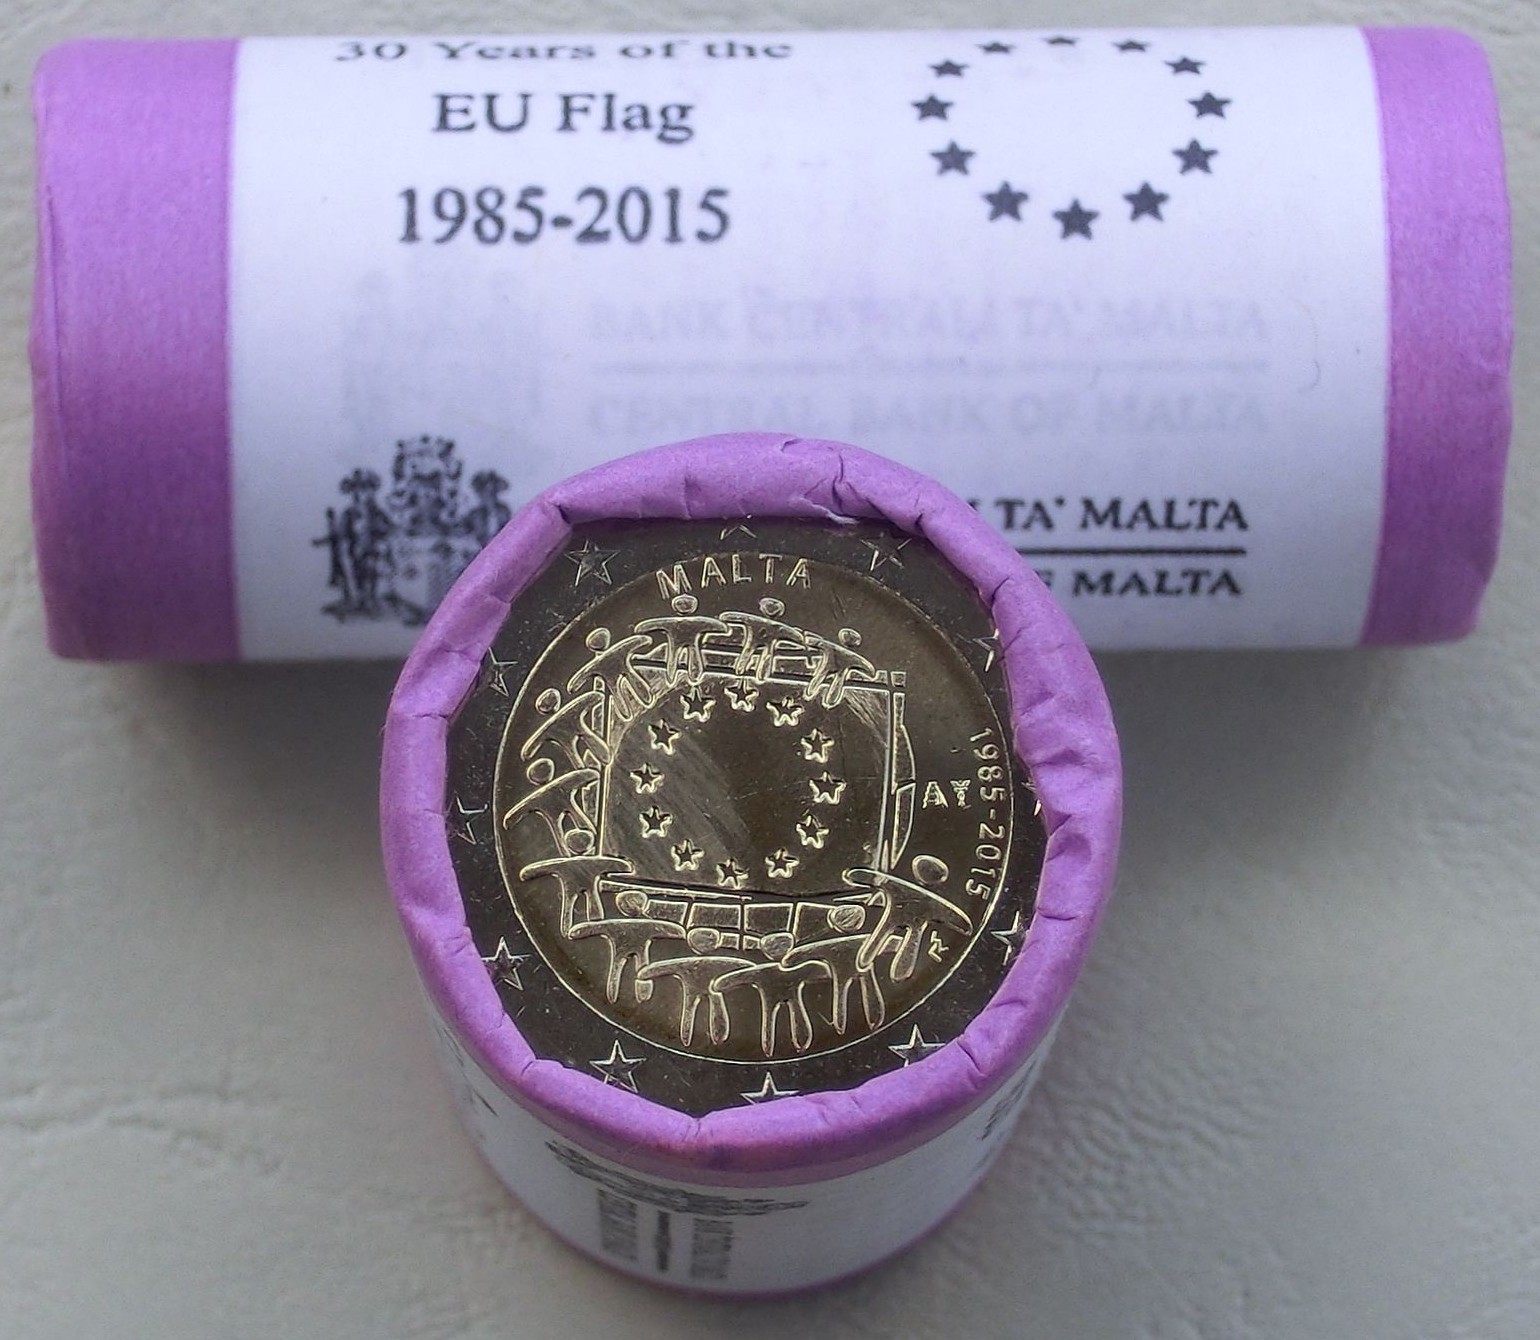 30 Years of the
EU Flag
1985-2015
BANK ĊENTRALI TA' MALTA
CENTRAL BANK OF MALTA
TA' MALTA
MALTA
MALTA
1985-2015